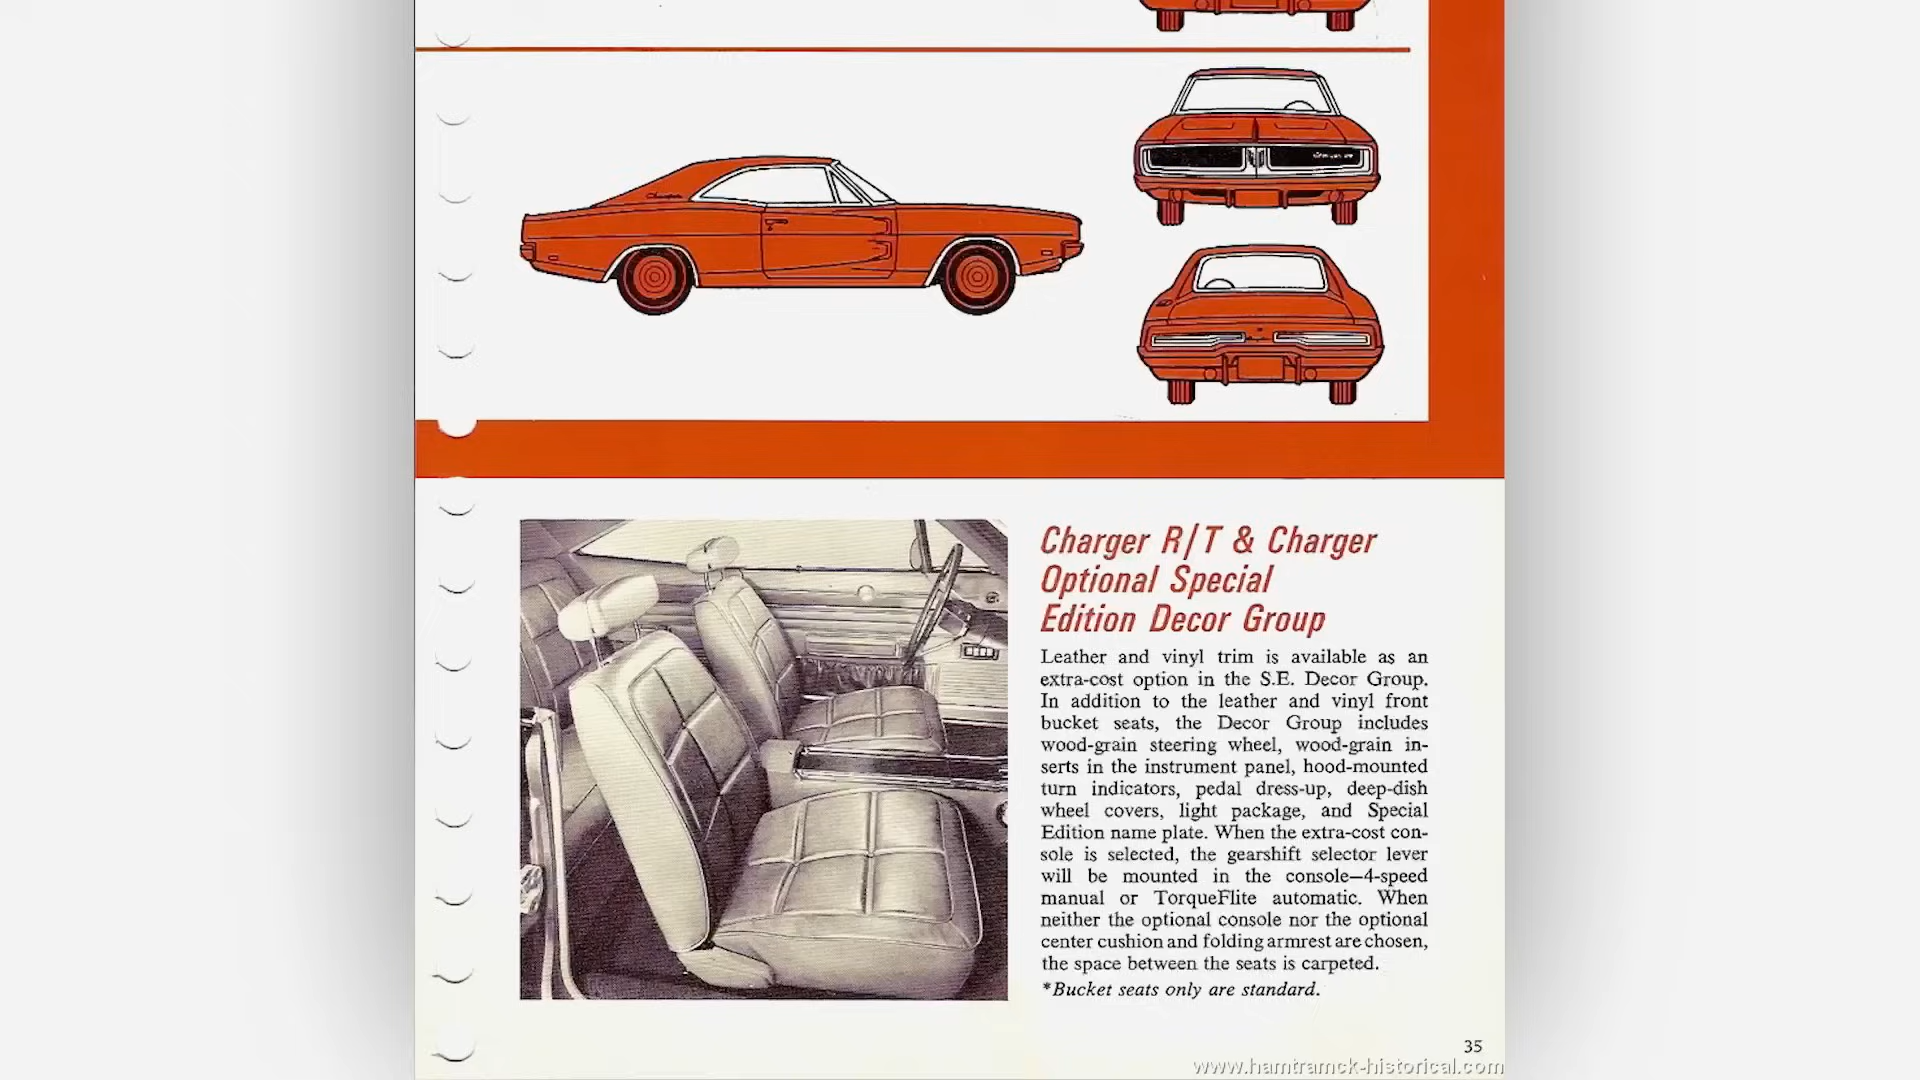 Charger R/T & Charger
Optional Special
Edition Decor Group
Leather and vinyl trim is available as an
extra-cost option in the S.E. Decor Group.
In addition to the leather and vinyl front
bucket seats, the Decor Group includes
wood-grain steering wheel, wood-grain in-
serts in the instrument panel, hood-mounted
turn indicators, pedal dress-up, deep-dish
wheel covers, light package, and Special
Edition name plate. When the extra-cost con-
sole is selected, the gearshift selector lever
will be mounted in the console—4-speed
manual or TorqueFlite automatic. When
neither the optional console nor the optional
center cushion and folding armrest are chosen,
the space between the seats is carpeted.
*Bucket seats only are standard.
35
www.hamtramck-historical.com